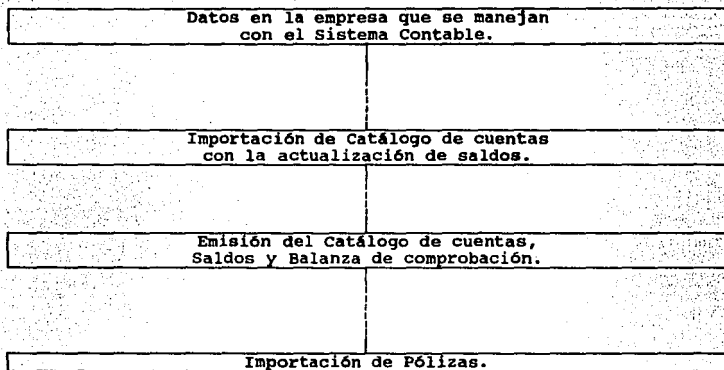 Datos en la empresa que se manejan
con el Sistema Contable.
Importación de Catálogo de cuentas
con la actualización de saldos.
Emisión del Catálogo de cuentas,
Saldos y Balanza de comprobación.
Importación de Pólizas.